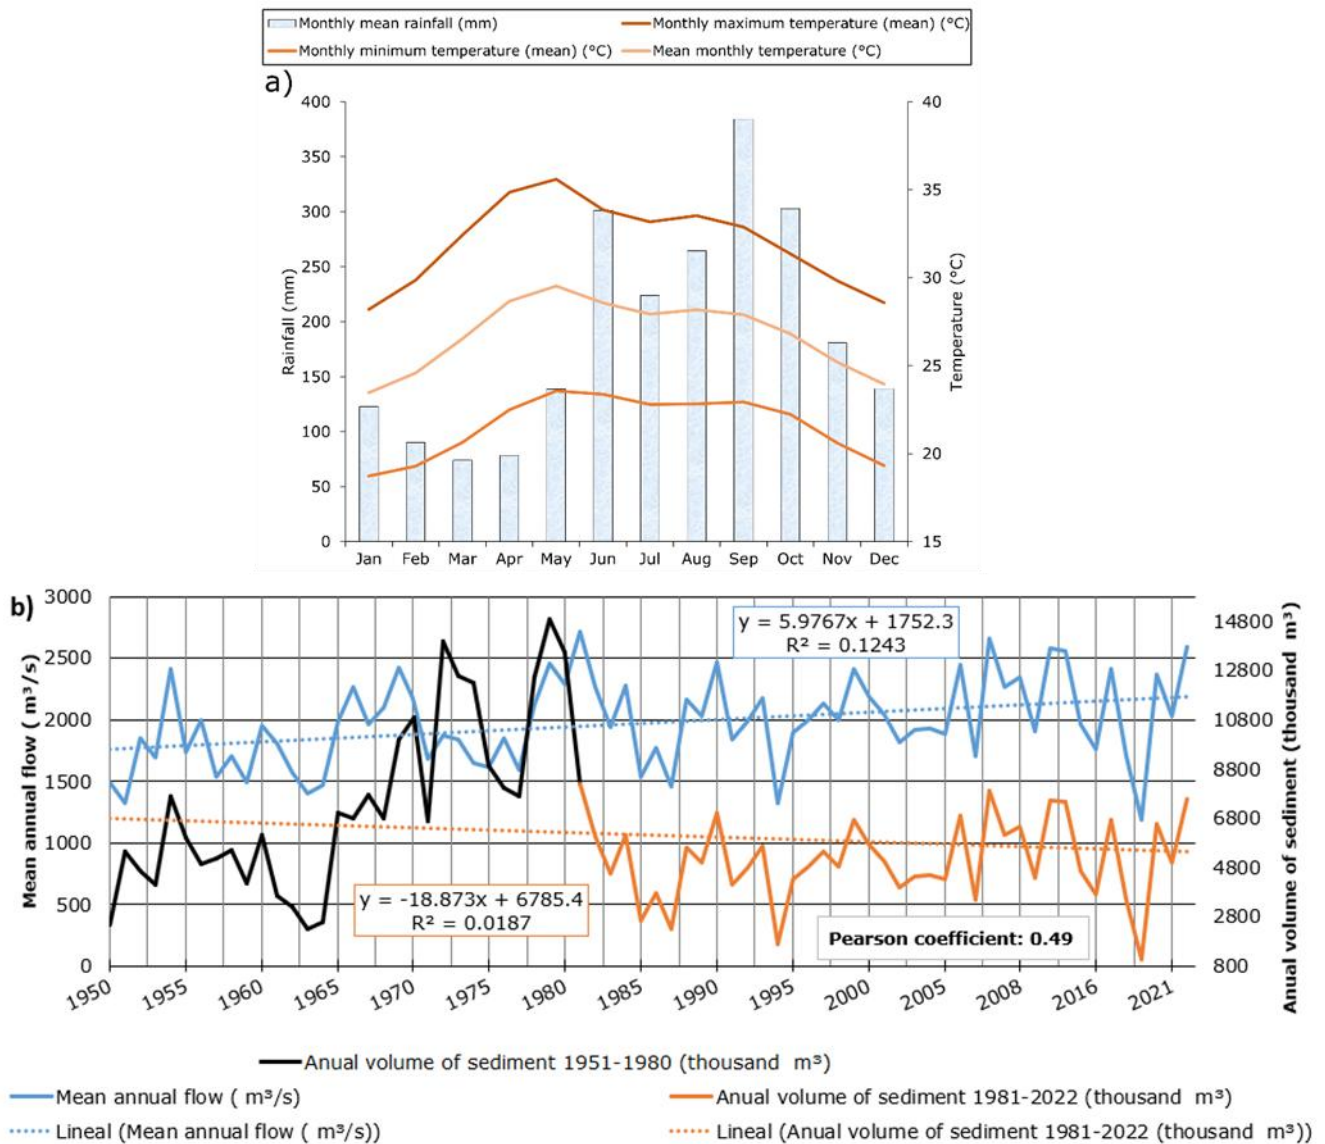 Monthly mean rainfall (mm) Monthly maximum temperature (mean) (°C)
Monthly minimum temperature (mean) (°C) Mean monthly temperature (°C)
a)
Rainfall (mm)
400
350
300
250
200
150
100
50
0
40
35
30
25
20
15
Temperature (°C)
Jan Feb Mar Apr May Jun Jul Aug Sep Oct Nov Dec
b)
Mean annual flow ( m³/s)
3000
2500
2000
1500
1000
500
0
y = 5.9767x + 1752.3
R² = 0.1243
y = -18.873x + 6785.4
R² = 0.0187
Pearson coefficient: 0.49
14800
12800
10800
8800
6800
4800
2800
800
Anual volume of sediment (thousand m³)
1950 1955 1960 1965 1970 1975 1980 1985 1990 1995 2000 2005 2008 2016 2021
Anual volume of sediment 1951-1980 (thousand m³)
Mean annual flow ( m³/s) Anual volume of sediment 1981-2022 (thousand m³)
Lineal (Mean annual flow ( m³/s)) Lineal (Anual volume of sediment 1981-2022 (thousand m³))